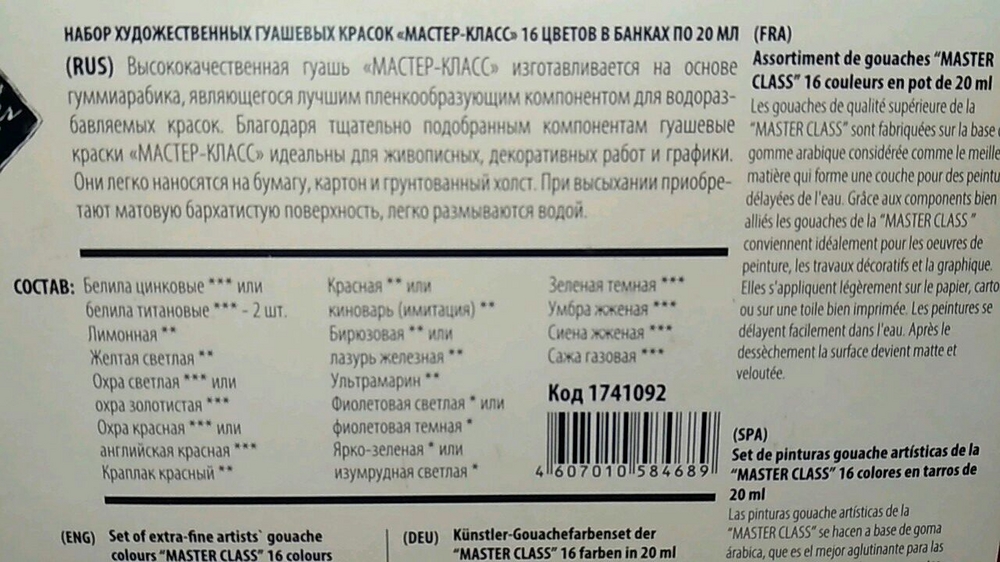 НАБОР ХУДОЖЕСТВЕННЫХ ГУАШЕВЫХ КРАСОК «МАСТЕР-КЛАСС» 16 ЦВЕТОВ В БАНКАХ ПО 20 МЛ
(RUS) Высококачественная гуашь «МАСТЕР-КЛАСС» изготавливается на основе
гуммиарабика, являющегося лучшим пленкообразующим компонентом для водораз-
бавляемых красок. Благодаря тщательно подобранным компонентам гуашевые
краски «МАСТЕР-КЛАСС» идеальны для живописных, декоративных работ и графики.
Они легко наносятся на бумагу, картон и грунтованный холст. При высыхании приобре-
тают матовую бархатистую поверхность, легко размываются водой.
СОСТАВ: Белила цинковые *** или
белила титановые *** - 2 шт.
Лимонная **
Желтая светлая **
Охра светлая *** или
охра золотистая ***
Охра красная *** или
английская красная ***
Краплак красный **
Красная ** или
киноварь (имитация) **
Бирюзовая ** или
лазурь железная **
Ультрамарин **
Фиолетовая светлая * или
фиолетовая темная *
Ярко-зеленая * или
изумрудная светлая *
Зеленая темная ***
Умбра жженая ***
Сиена жженая ***
Сажа газовая ***
Код 1741092
4 607010 584689
(FRA)
Assortiment de gouaches “MASTER
CLASS” 16 couleurs en pot de 20 ml
Les gouaches de qualité supérieure de la
“MASTER CLASS” sont fabriquées sur la base
gomme arabique considérée comme le meille
matière qui forme une couche pour des peintu
délayées de l'eau. Grâce aux components bien
alliés les gouaches de la “MASTER CLASS ”
conviennent idéalement pour les oeuvres de
peinture, les travaux décoratifs et la graphique.
Elles s'appliquent légèrement sur le papier, carto
ou sur une toile bien imprimée. Les peintures se
délayent facilement dans l'eau. Après le
dessèchement la surface devient matte et
veloutée.
(SPA)
Set de pinturas gouache artísticas de la
“MASTER CLASS” 16 colores en tarros de
20 ml
Las pinturas gouache artísticas de la
“MASTER CLASS” se hacen a base de goma
arábica, que es el mejor aglutinante para las
(ENG) Set of extra-fine artists` gouache
colours “MASTER CLASS” 16 colours
(DEU) Künstler-Gouachefarbenset der
“MASTER CLASS” 16 farben in 20 ml